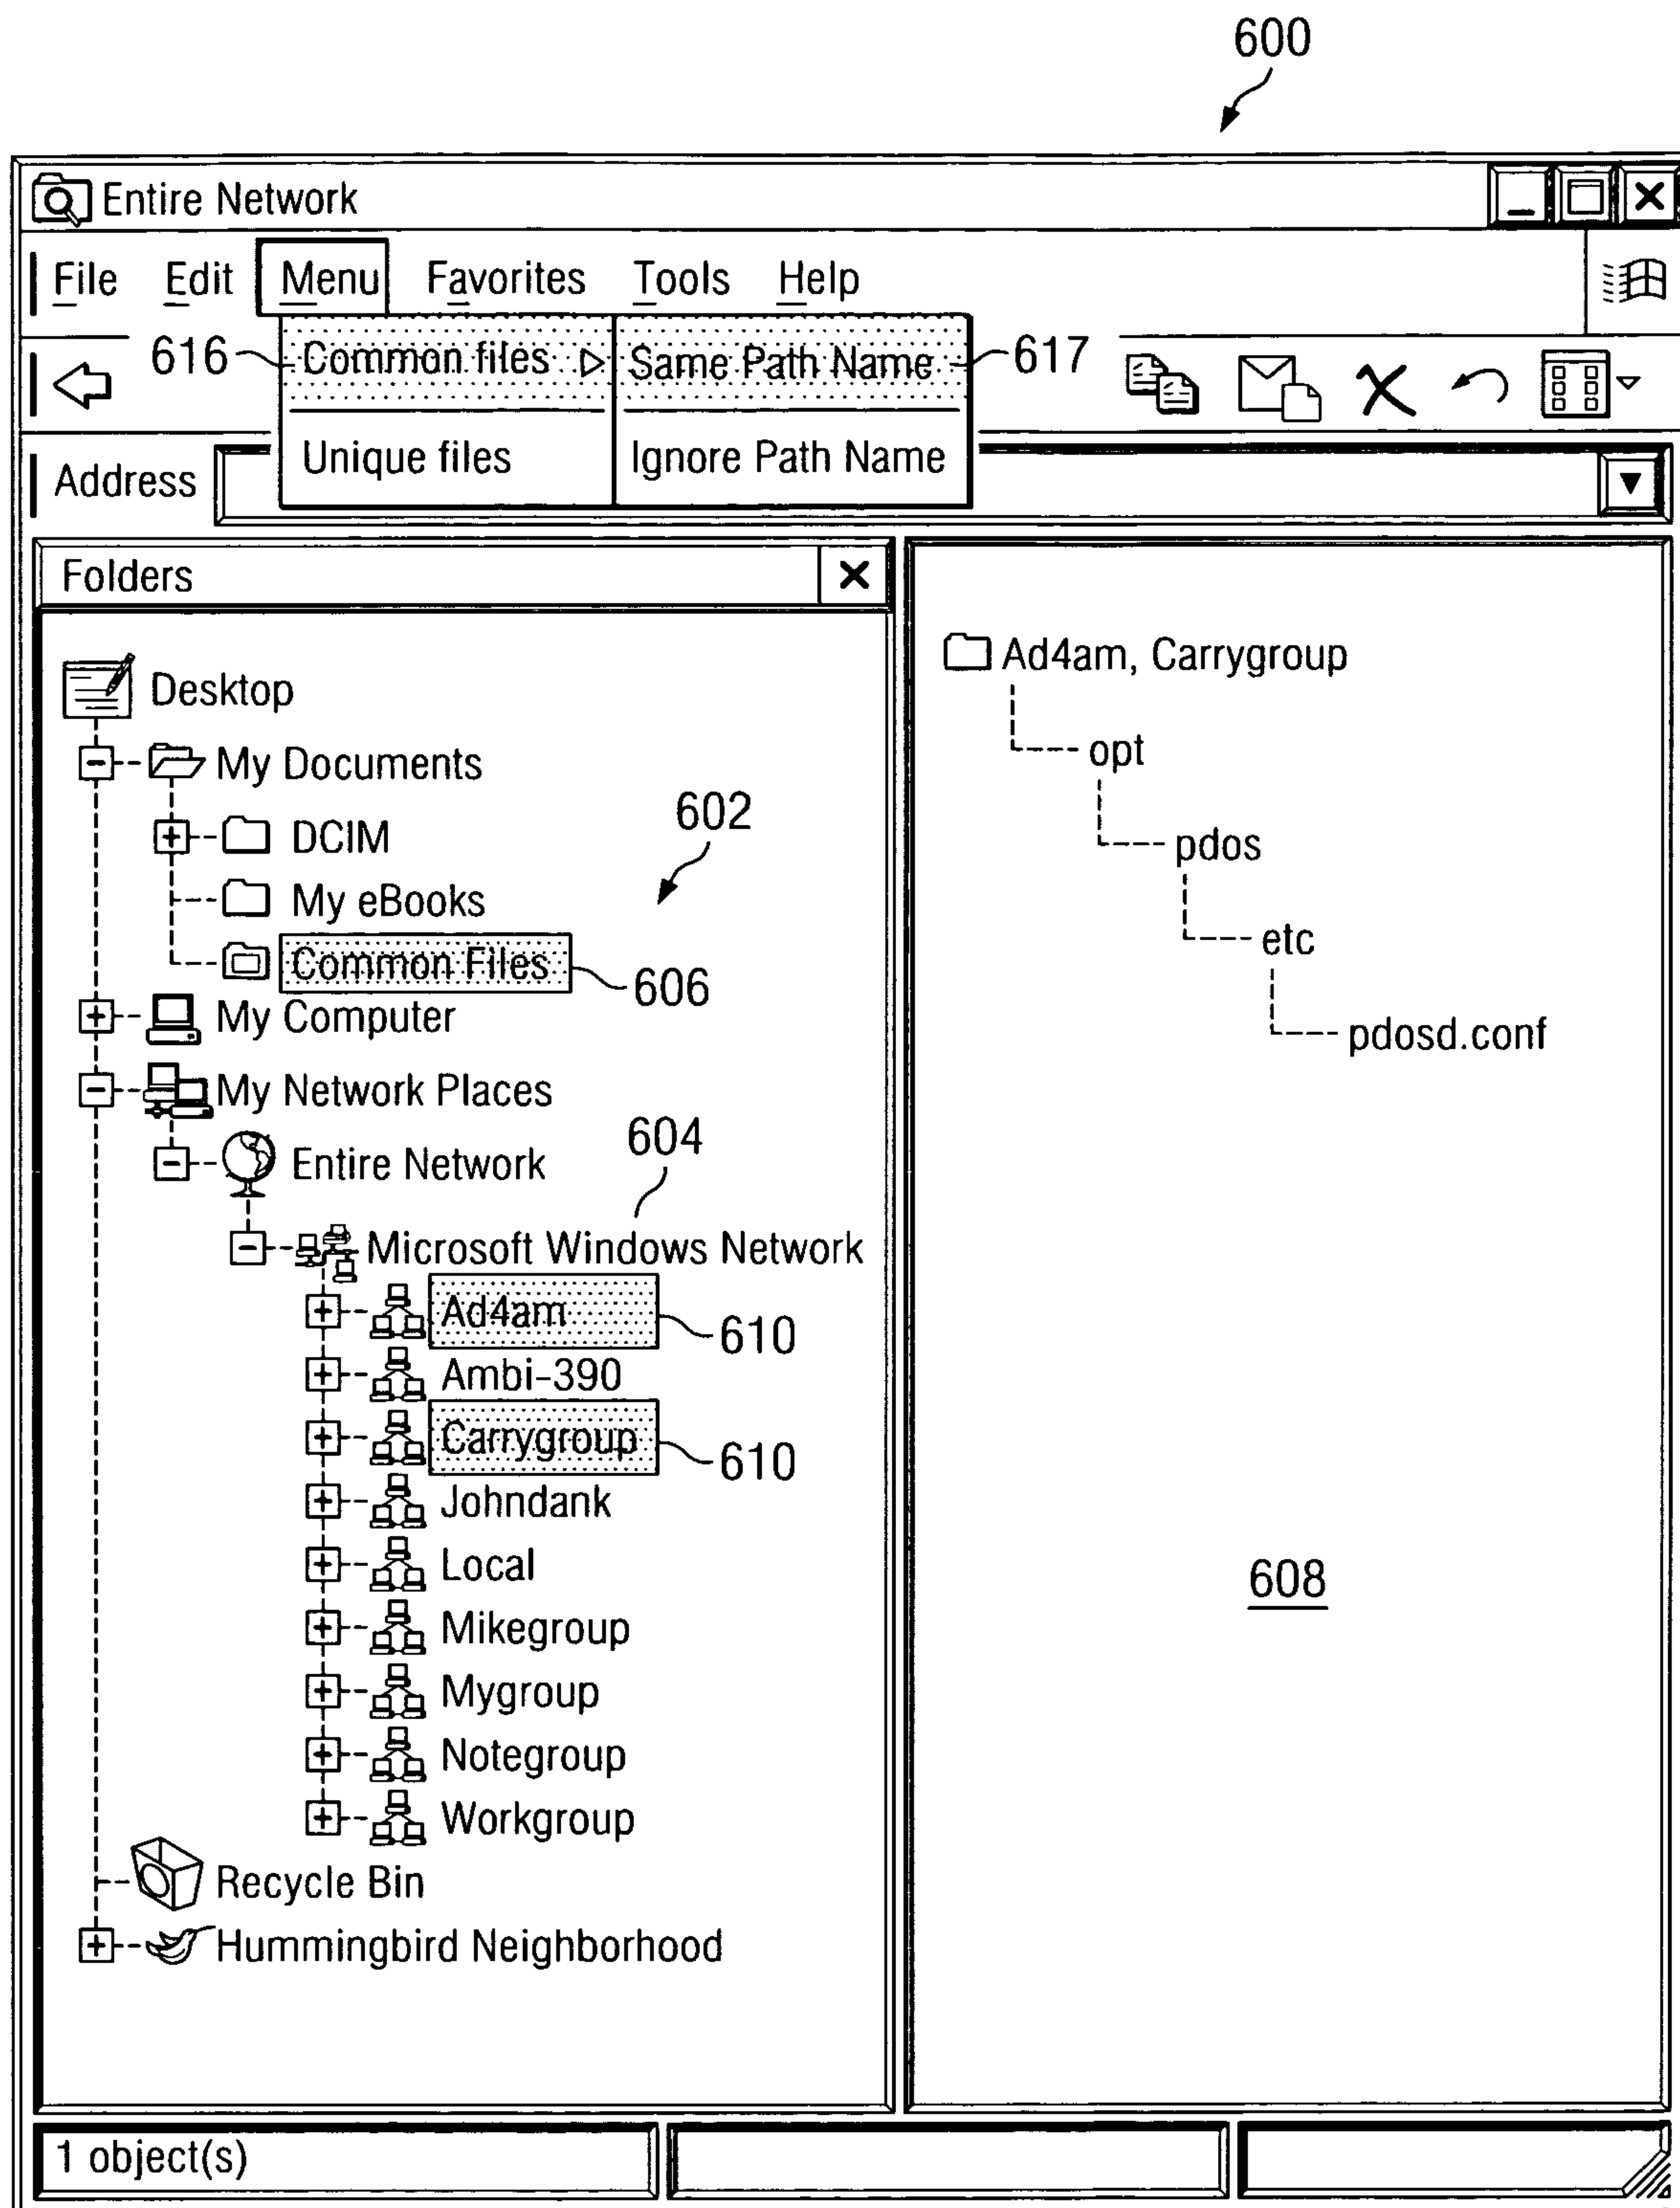 600
Entire Network
File Edit Menu Favorites Tools Help
616 Common files Same Path Name 617
Unique files Ignore Path Name
Address
Folders
Desktop
My Documents
DCIM
602
My eBooks
Common Files
606
My Computer
My Network Places
604
Entire Network
Microsoft Windows Network
Ad4am
610
Ambi-390
Carrygroup
610
Johndank
Local
Mikegroup
Mygroup
Notegroup
Workgroup
Recycle Bin
Hummingbird Neighborhood
Ad4am, Carrygroup
opt
pdos
etc
pdosd.conf
608
1 object(s)